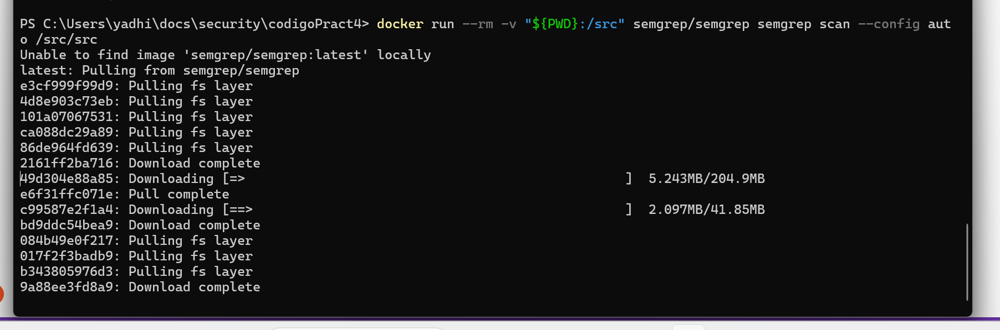 PS C:\Users\yadhi\docs\security\codigoPract4> docker run --rm -v "${PWD}:/src" semgrep/semgrep semgrep scan --config aut
o /src/src
Unable to find image 'semgrep/semgrep:latest' locally
latest: Pulling from semgrep/semgrep
e3cf999f99d9: Pulling fs layer
4d8e903c73eb: Pulling fs layer
101a07067531: Pulling fs layer
ca088dc29a89: Pulling fs layer
86de964fd639: Pulling fs layer
2161ff2ba716: Download complete
49d304e88a85: Downloading [=>                                                 ]  5.243MB/204.9MB
e6f31ffc071e: Pull complete
c99587e2f1a4: Downloading [==>                                                ]  2.097MB/41.85MB
bd9ddc54bea9: Download complete
084b49e0f217: Pulling fs layer
017f2f3badb9: Pulling fs layer
b343805976d3: Pulling fs layer
9a88ee3fd8a9: Download complete